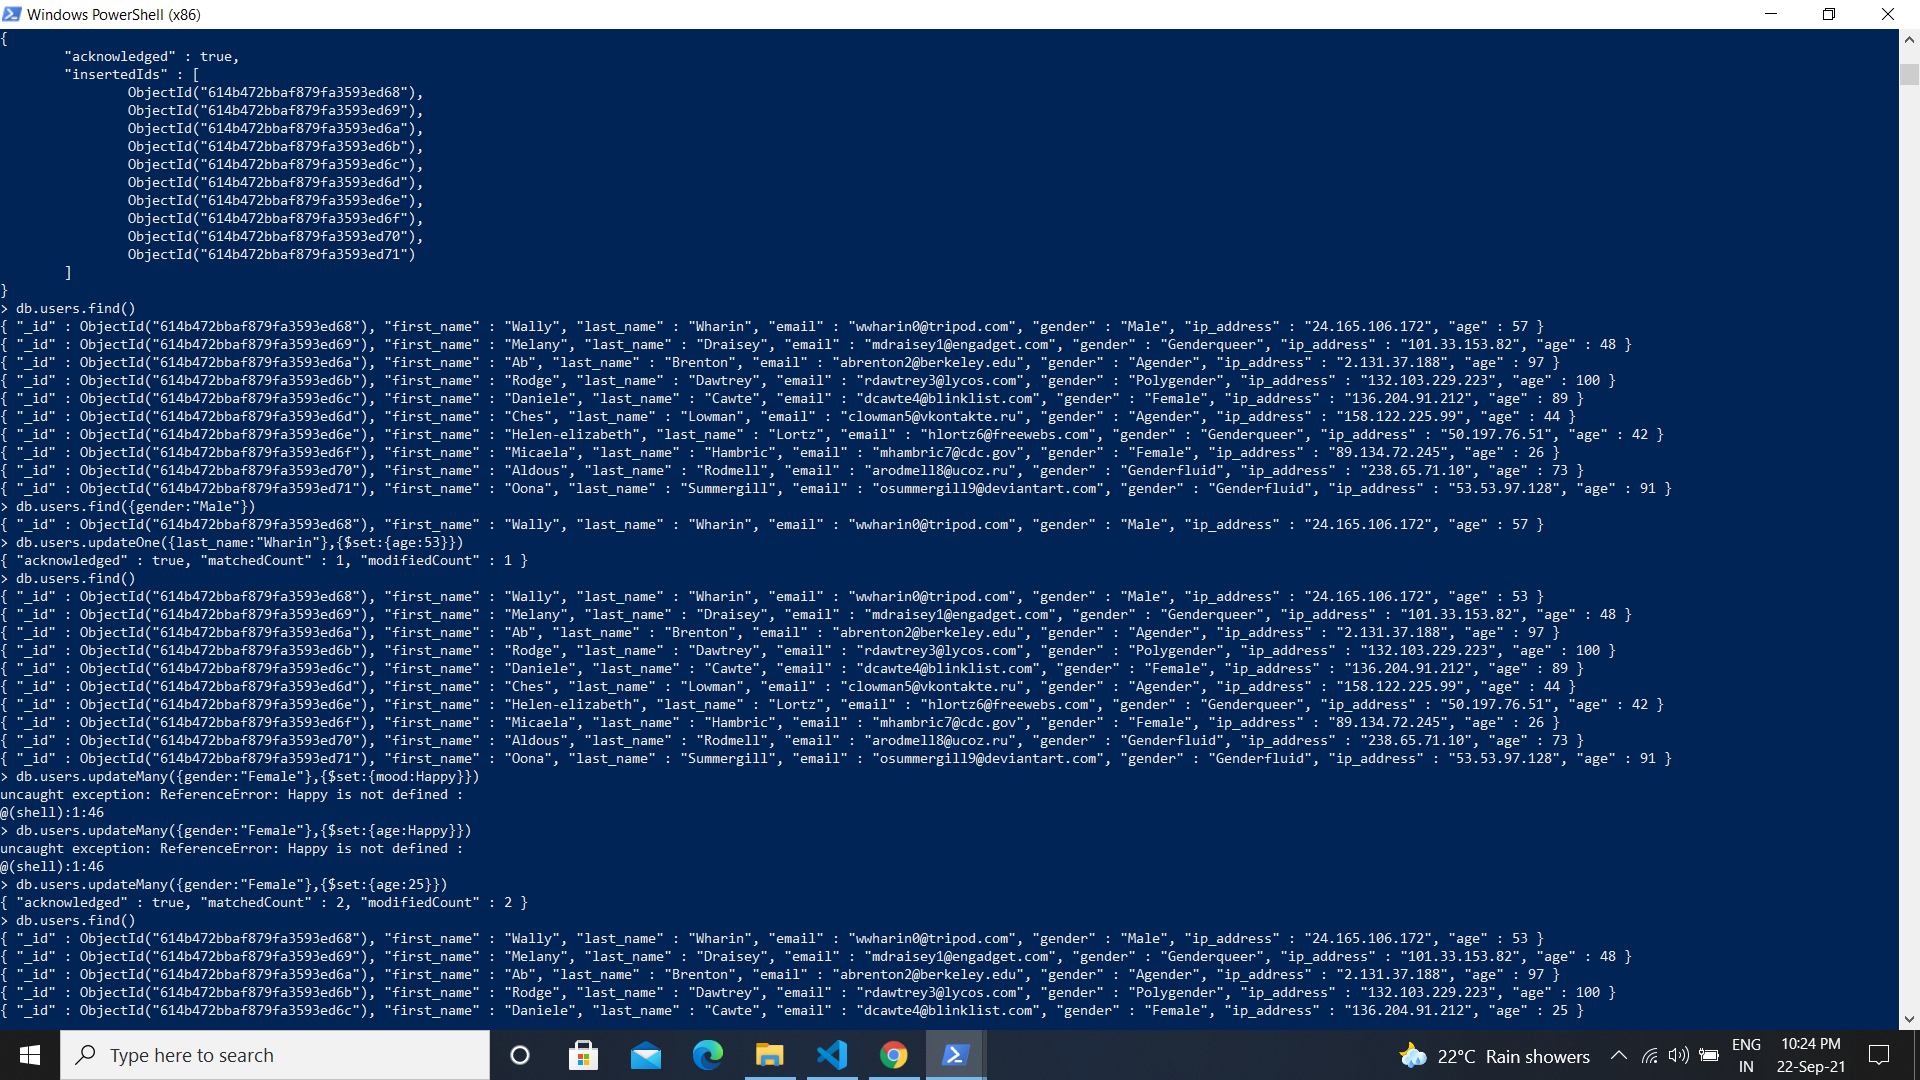 Windows PowerShell (x86)
{
"acknowledged" : true,
"insertedIds" : [
ObjectId("614b472bbaf879fa3593ed68"),
ObjectId("614b472bbaf879fa3593ed69"),
ObjectId("614b472bbaf879fa3593ed6a"),
ObjectId("614b472bbaf879fa3593ed6b"),
ObjectId("614b472bbaf879fa3593ed6c"),
ObjectId("614b472bbaf879fa3593ed6d"),
ObjectId("614b472bbaf879fa3593ed6e"),
ObjectId("614b472bbaf879fa3593ed6f"),
ObjectId("614b472bbaf879fa3593ed70"),
ObjectId("614b472bbaf879fa3593ed71")
]
}
> db.users.find()
{ "_id" : ObjectId("614b472bbaf879fa3593ed68"), "first_name" : "Wally", "last_name" : "Wharin", "email" : "wwharin0@tripod.com", "gender" : "Male", "ip_address" : "24.165.106.172", "age" : 57 }
{ "_id" : ObjectId("614b472bbaf879fa3593ed69"), "first_name" : "Melany", "last_name" : "Draisey", "email" : "mdraisey1@engadget.com", "gender" : "Genderqueer", "ip_address" : "101.33.153.82", "age" : 48 }
{ "_id" : ObjectId("614b472bbaf879fa3593ed6a"), "first_name" : "Ab", "last_name" : "Brenton", "email" : "abrenton2@berkeley.edu", "gender" : "Agender", "ip_address" : "2.131.37.188", "age" : 97 }
{ "_id" : ObjectId("614b472bbaf879fa3593ed6b"), "first_name" : "Rodge", "last_name" : "Dawtrey", "email" : "rdawtrey3@lycos.com", "gender" : "Polygender", "ip_address" : "132.103.229.223", "age" : 100 }
{ "_id" : ObjectId("614b472bbaf879fa3593ed6c"), "first_name" : "Daniele", "last_name" : "Cawte", "email" : "dcawte4@blinklist.com", "gender" : "Female", "ip_address" : "136.204.91.212", "age" : 89 }
{ "_id" : ObjectId("614b472bbaf879fa3593ed6d"), "first_name" : "Ches", "last_name" : "Lowman", "email" : "clowman5@vkontakte.ru", "gender" : "Agender", "ip_address" : "158.122.225.99", "age" : 44 }
{ "_id" : ObjectId("614b472bbaf879fa3593ed6e"), "first_name" : "Helen-elizabeth", "last_name" : "Lortz", "email" : "hlortz6@freewebs.com", "gender" : "Genderqueer", "ip_address" : "50.197.76.51", "age" : 42 }
{ "_id" : ObjectId("614b472bbaf879fa3593ed6f"), "first_name" : "Micaela", "last_name" : "Hambric", "email" : "mhambric7@cdc.gov", "gender" : "Female", "ip_address" : "89.134.72.245", "age" : 26 }
{ "_id" : ObjectId("614b472bbaf879fa3593ed70"), "first_name" : "Aldous", "last_name" : "Rodmell", "email" : "arodmell8@ucoz.ru", "gender" : "Genderfluid", "ip_address" : "238.65.71.10", "age" : 73 }
{ "_id" : ObjectId("614b472bbaf879fa3593ed71"), "first_name" : "Oona", "last_name" : "Summergill", "email" : "osummergill9@deviantart.com", "gender" : "Genderfluid", "ip_address" : "53.53.97.128", "age" : 91 }
> db.users.find({gender:"Male"})
{ "_id" : ObjectId("614b472bbaf879fa3593ed68"), "first_name" : "Wally", "last_name" : "Wharin", "email" : "wwharin0@tripod.com", "gender" : "Male", "ip_address" : "24.165.106.172", "age" : 57 }
> db.users.updateOne({last_name:"Wharin"},{$set:{age:53}})
{ "acknowledged" : true, "matchedCount" : 1, "modifiedCount" : 1 }
> db.users.find()
{ "_id" : ObjectId("614b472bbaf879fa3593ed68"), "first_name" : "Wally", "last_name" : "Wharin", "email" : "wwharin0@tripod.com", "gender" : "Male", "ip_address" : "24.165.106.172", "age" : 53 }
{ "_id" : ObjectId("614b472bbaf879fa3593ed69"), "first_name" : "Melany", "last_name" : "Draisey", "email" : "mdraisey1@engadget.com", "gender" : "Genderqueer", "ip_address" : "101.33.153.82", "age" : 48 }
{ "_id" : ObjectId("614b472bbaf879fa3593ed6a"), "first_name" : "Ab", "last_name" : "Brenton", "email" : "abrenton2@berkeley.edu", "gender" : "Agender", "ip_address" : "2.131.37.188", "age" : 97 }
{ "_id" : ObjectId("614b472bbaf879fa3593ed6b"), "first_name" : "Rodge", "last_name" : "Dawtrey", "email" : "rdawtrey3@lycos.com", "gender" : "Polygender", "ip_address" : "132.103.229.223", "age" : 100 }
{ "_id" : ObjectId("614b472bbaf879fa3593ed6c"), "first_name" : "Daniele", "last_name" : "Cawte", "email" : "dcawte4@blinklist.com", "gender" : "Female", "ip_address" : "136.204.91.212", "age" : 89 }
{ "_id" : ObjectId("614b472bbaf879fa3593ed6d"), "first_name" : "Ches", "last_name" : "Lowman", "email" : "clowman5@vkontakte.ru", "gender" : "Agender", "ip_address" : "158.122.225.99", "age" : 44 }
{ "_id" : ObjectId("614b472bbaf879fa3593ed6e"), "first_name" : "Helen-elizabeth", "last_name" : "Lortz", "email" : "hlortz6@freewebs.com", "gender" : "Genderqueer", "ip_address" : "50.197.76.51", "age" : 42 }
{ "_id" : ObjectId("614b472bbaf879fa3593ed6f"), "first_name" : "Micaela", "last_name" : "Hambric", "email" : "mhambric7@cdc.gov", "gender" : "Female", "ip_address" : "89.134.72.245", "age" : 26 }
{ "_id" : ObjectId("614b472bbaf879fa3593ed70"), "first_name" : "Aldous", "last_name" : "Rodmell", "email" : "arodmell8@ucoz.ru", "gender" : "Genderfluid", "ip_address" : "238.65.71.10", "age" : 73 }
{ "_id" : ObjectId("614b472bbaf879fa3593ed71"), "first_name" : "Oona", "last_name" : "Summergill", "email" : "osummergill9@deviantart.com", "gender" : "Genderfluid", "ip_address" : "53.53.97.128", "age" : 91 }
> db.users.updateMany({gender:"Female"},{$set:{mood:Happy}})
uncaught exception: ReferenceError: Happy is not defined :
@(shell):1:46
> db.users.updateMany({gender:"Female"},{$set:{age:Happy}})
uncaught exception: ReferenceError: Happy is not defined :
@(shell):1:46
> db.users.updateMany({gender:"Female"},{$set:{age:25}})
{ "acknowledged" : true, "matchedCount" : 2, "modifiedCount" : 2 }
> db.users.find()
{ "_id" : ObjectId("614b472bbaf879fa3593ed68"), "first_name" : "Wally", "last_name" : "Wharin", "email" : "wwharin0@tripod.com", "gender" : "Male", "ip_address" : "24.165.106.172", "age" : 53 }
{ "_id" : ObjectId("614b472bbaf879fa3593ed69"), "first_name" : "Melany", "last_name" : "Draisey", "email" : "mdraisey1@engadget.com", "gender" : "Genderqueer", "ip_address" : "101.33.153.82", "age" : 48 }
{ "_id" : ObjectId("614b472bbaf879fa3593ed6a"), "first_name" : "Ab", "last_name" : "Brenton", "email" : "abrenton2@berkeley.edu", "gender" : "Agender", "ip_address" : "2.131.37.188", "age" : 97 }
{ "_id" : ObjectId("614b472bbaf879fa3593ed6b"), "first_name" : "Rodge", "last_name" : "Dawtrey", "email" : "rdawtrey3@lycos.com", "gender" : "Polygender", "ip_address" : "132.103.229.223", "age" : 100 }
{ "_id" : ObjectId("614b472bbaf879fa3593ed6c"), "first_name" : "Daniele", "last_name" : "Cawte", "email" : "dcawte4@blinklist.com", "gender" : "Female", "ip_address" : "136.204.91.212", "age" : 25 }
Type here to search
22°C Rain showers
ENG
IN
10:24 PM
22-Sep-21